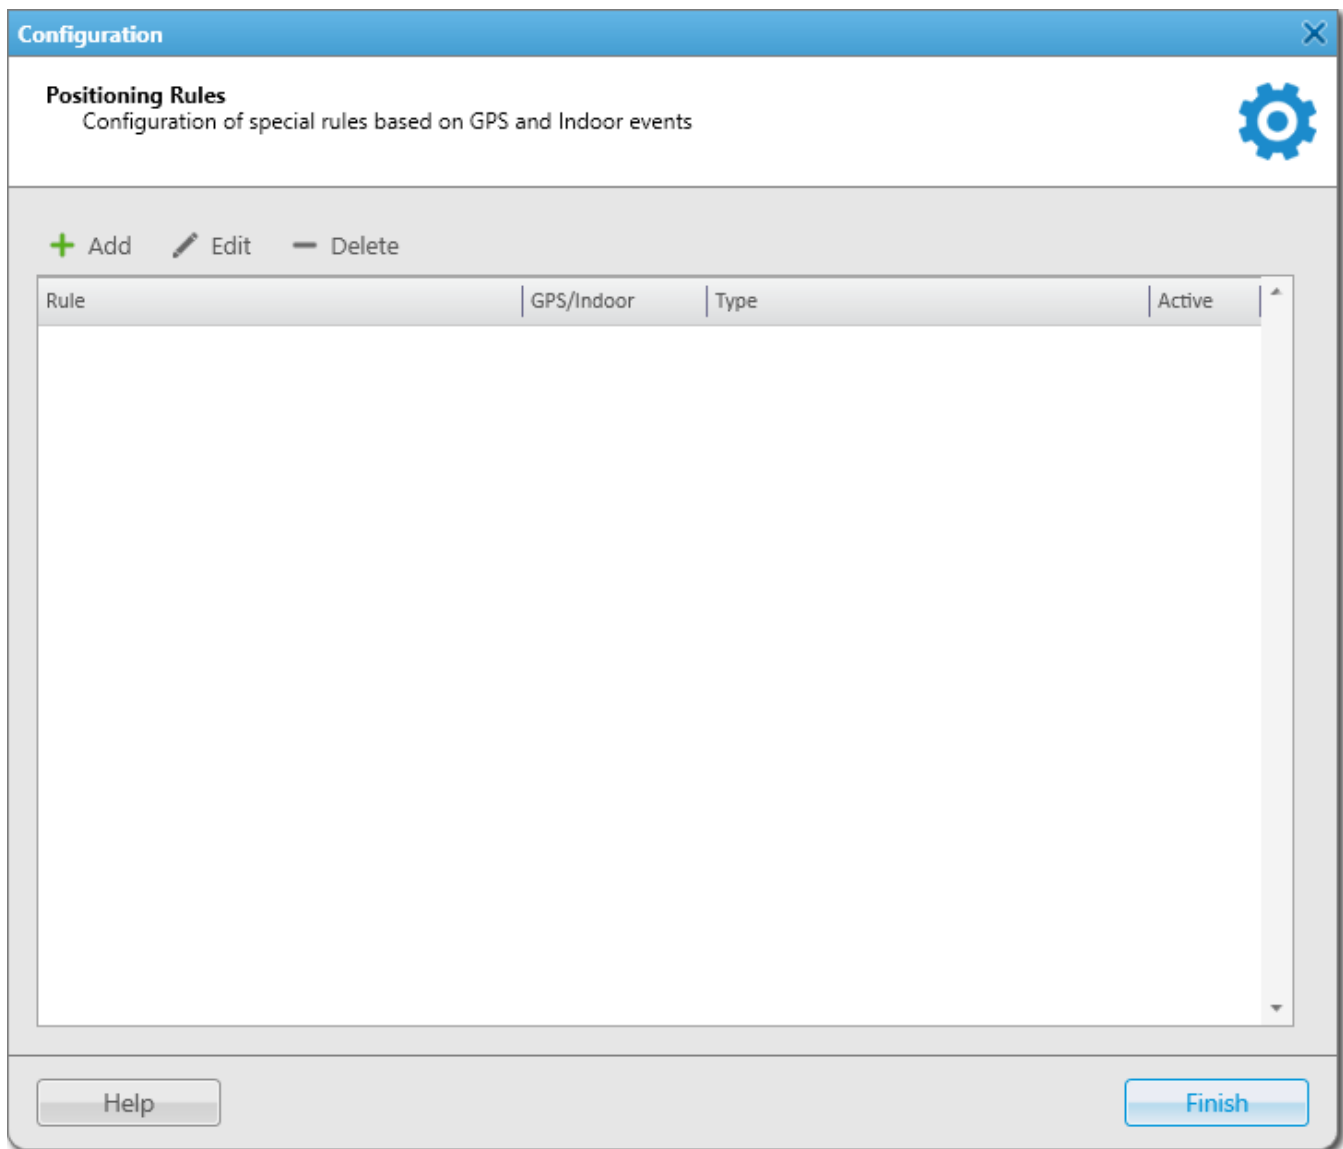 Configuration
Positioning Rules
Configuration of special rules based on GPS and Indoor events
Add Edit Delete
Rule GPS/Indoor Type Active
Help Finish